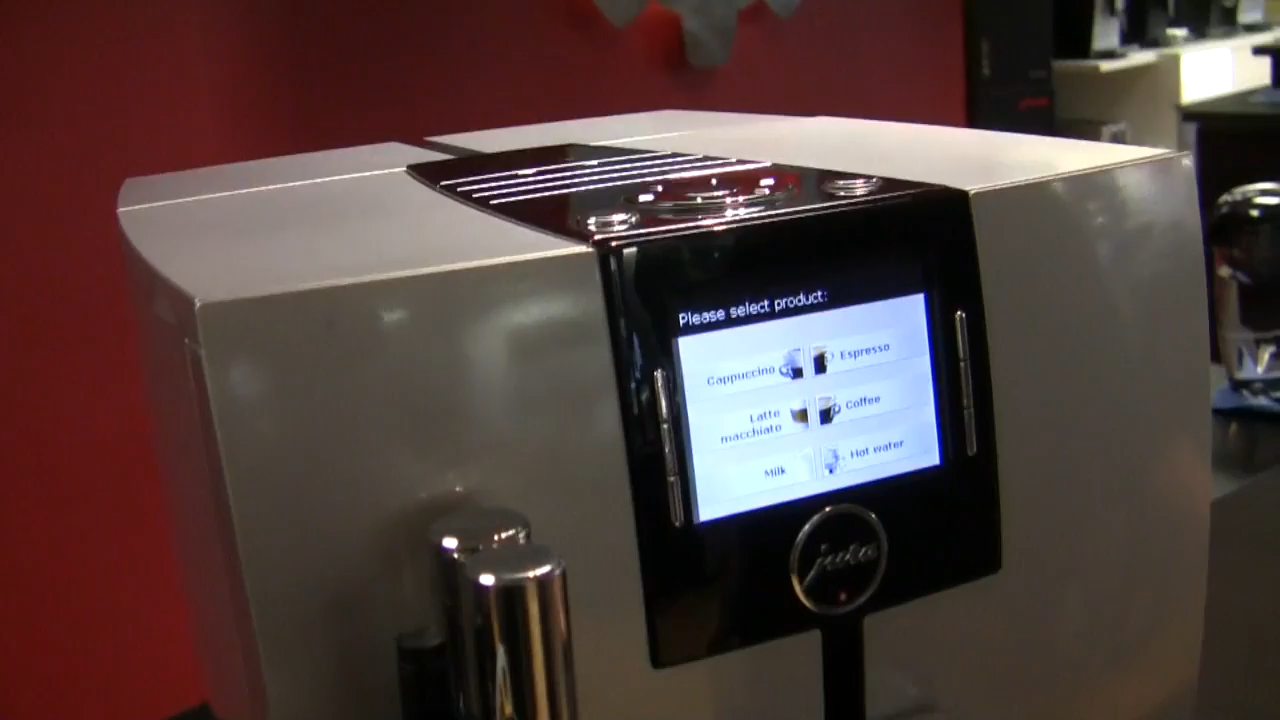 Please select product:
Cappuccino
Espresso
Latte
macchiato
Coffee
Milk
Hot water
jura